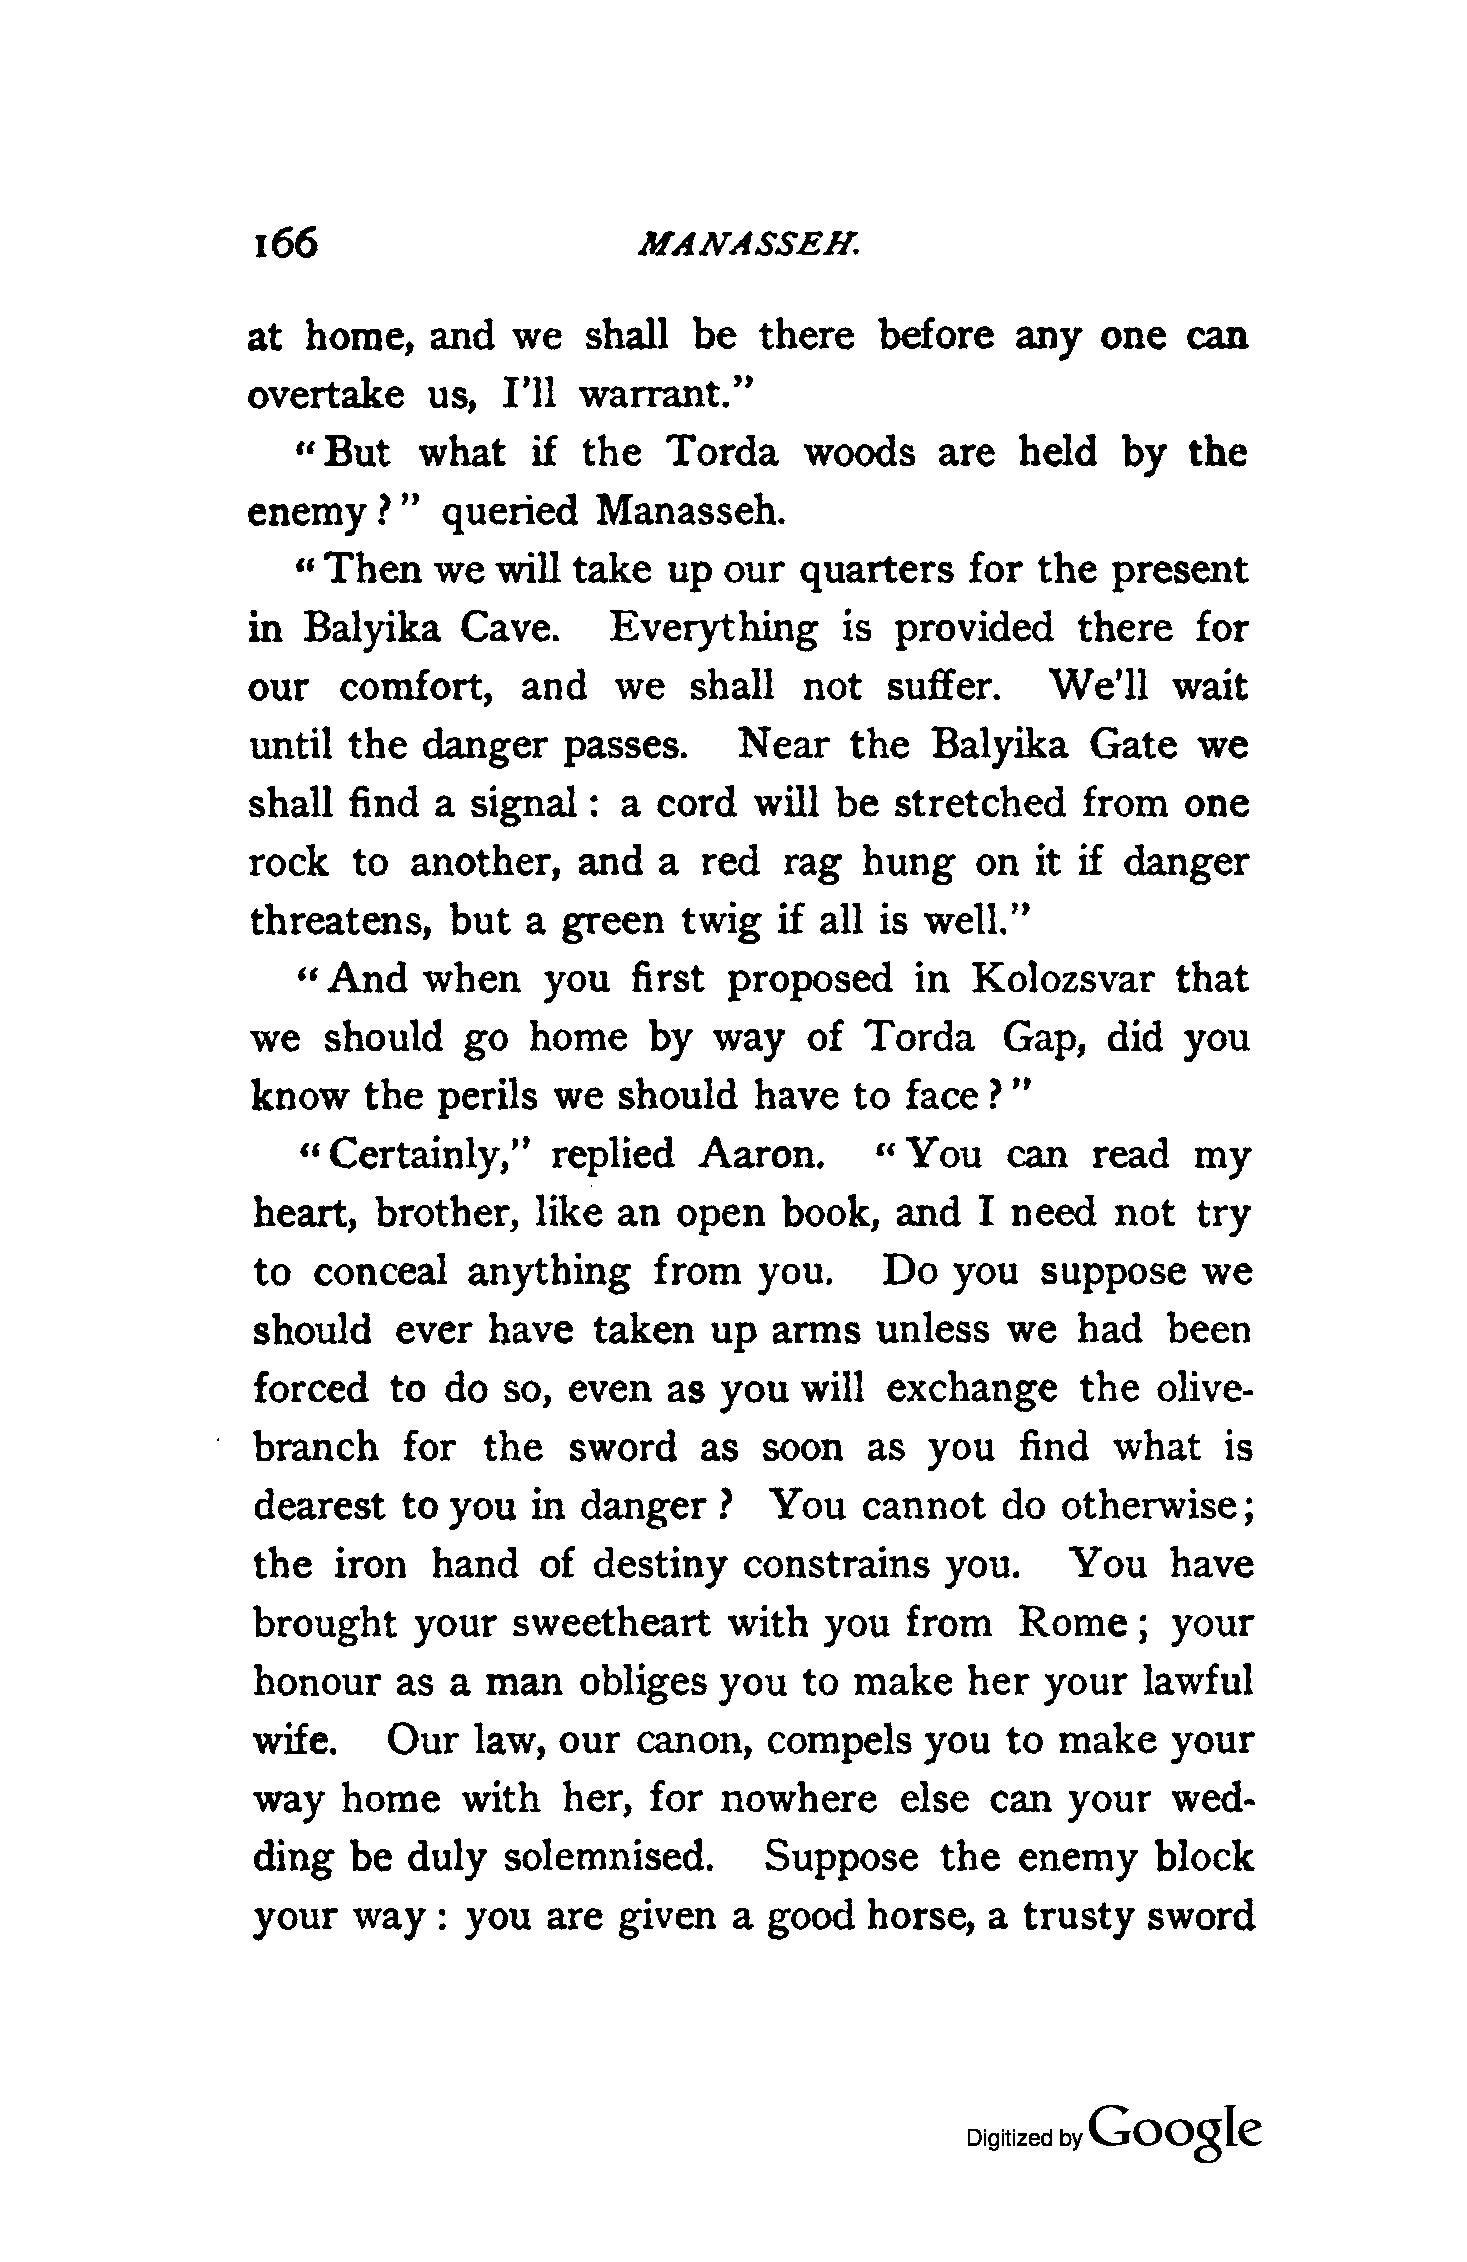 166 MANASSEH.
at home, and we shall be there before any one can
overtake us, I'll warrant."
"But what if the Torda woods are held by the
enemy?" queried Manasseh.
"Then we will take up our quarters for the present
in Balyika Cave. Everything is provided there for
our comfort, and we shall not suffer. We'll wait
until the danger passes. Near the Balyika Gate we
shall find a signal: a cord will be stretched from one
rock to another, and a red rag hung on it if danger
threatens, but a green twig if all is well."
"And when you first proposed in Kolozsvar that
we should go home by way of Torda Gap, did you
know the perils we should have to face?"
"Certainly," replied Aaron. "You can read my
heart, brother, like an open book, and I need not try
to conceal anything from you. Do you suppose we
should ever have taken up arms unless we had been
forced to do so, even as you will exchange the olive-
branch for the sword as soon as you find what is
dearest to you in danger? You cannot do otherwise;
the iron hand of destiny constrains you. You have
brought your sweetheart with you from Rome; your
honour as a man obliges you to make her your lawful
wife. Our law, our canon, compels you to make your
way home with her, for nowhere else can your wed-
ding be duly solemnised. Suppose the enemy block
your way: you are given a good horse, a trusty sword
Digitized by Google